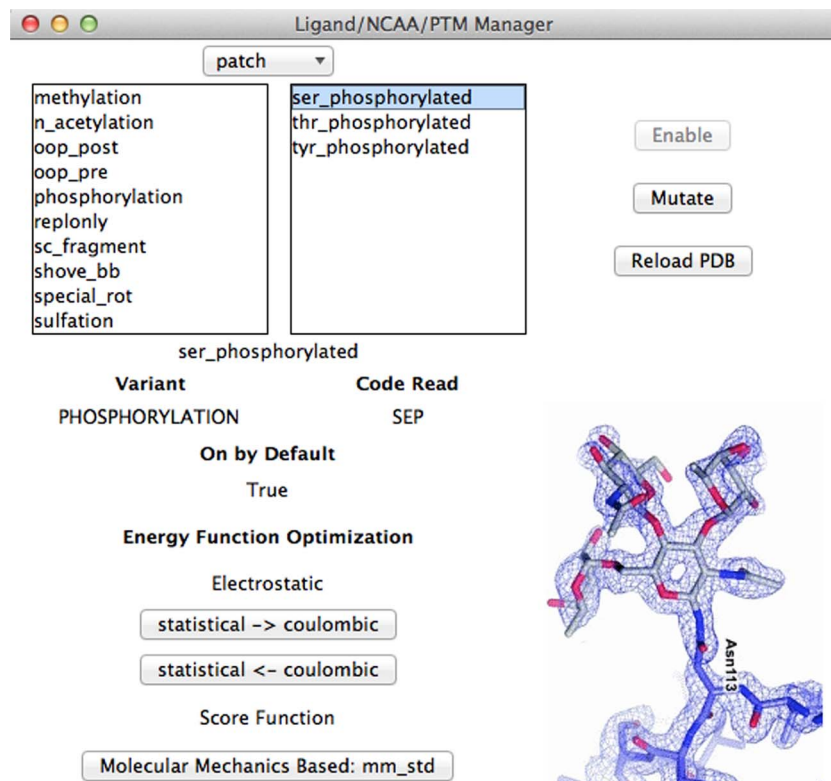 Ligand/NCAA/PTM Manager
patch
methylation
n_acetylation
oop_post
oop_pre
phosphorylation
replonly
sc_fragment
shove_bb
special_rot
sulfation
ser_phosphorylated
thr_phosphorylated
tyr_phosphorylated
Enable
Mutate
Reload PDB
ser_phosphorylated
Variant Code Read
PHOSPHORYLATION SEP
On by Default
True
Energy Function Optimization
Electrostatic
statistical -> coulombic
statistical <- coulombic
Score Function
Molecular Mechanics Based: mm_std
Asn113